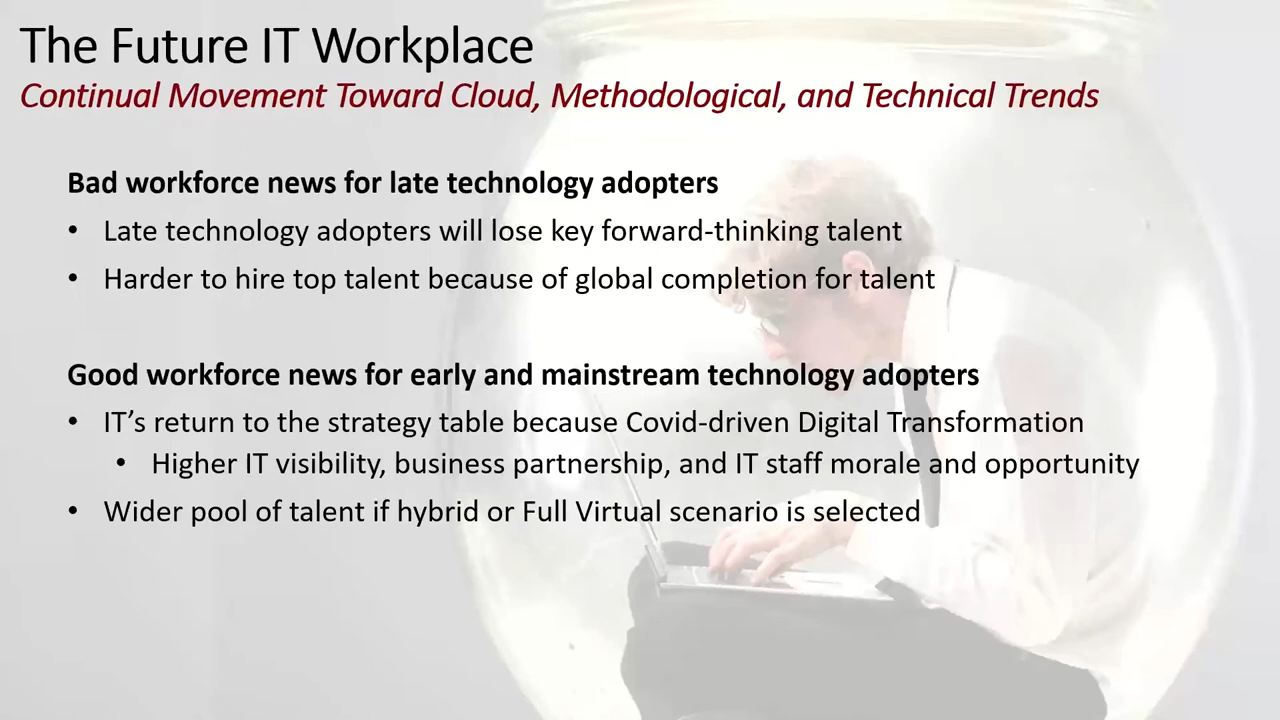 The Future IT Workplace
Continual Movement Toward Cloud, Methodological, and Technical Trends
Bad workforce news for late technology adopters
• Late technology adopters will lose key forward-thinking talent
• Harder to hire top talent because of global completion for talent
Good workforce news for early and mainstream technology adopters
• IT’s return to the strategy table because Covid-driven Digital Transformation
• Higher IT visibility, business partnership, and IT staff morale and opportunity
• Wider pool of talent if hybrid or Full Virtual scenario is selected